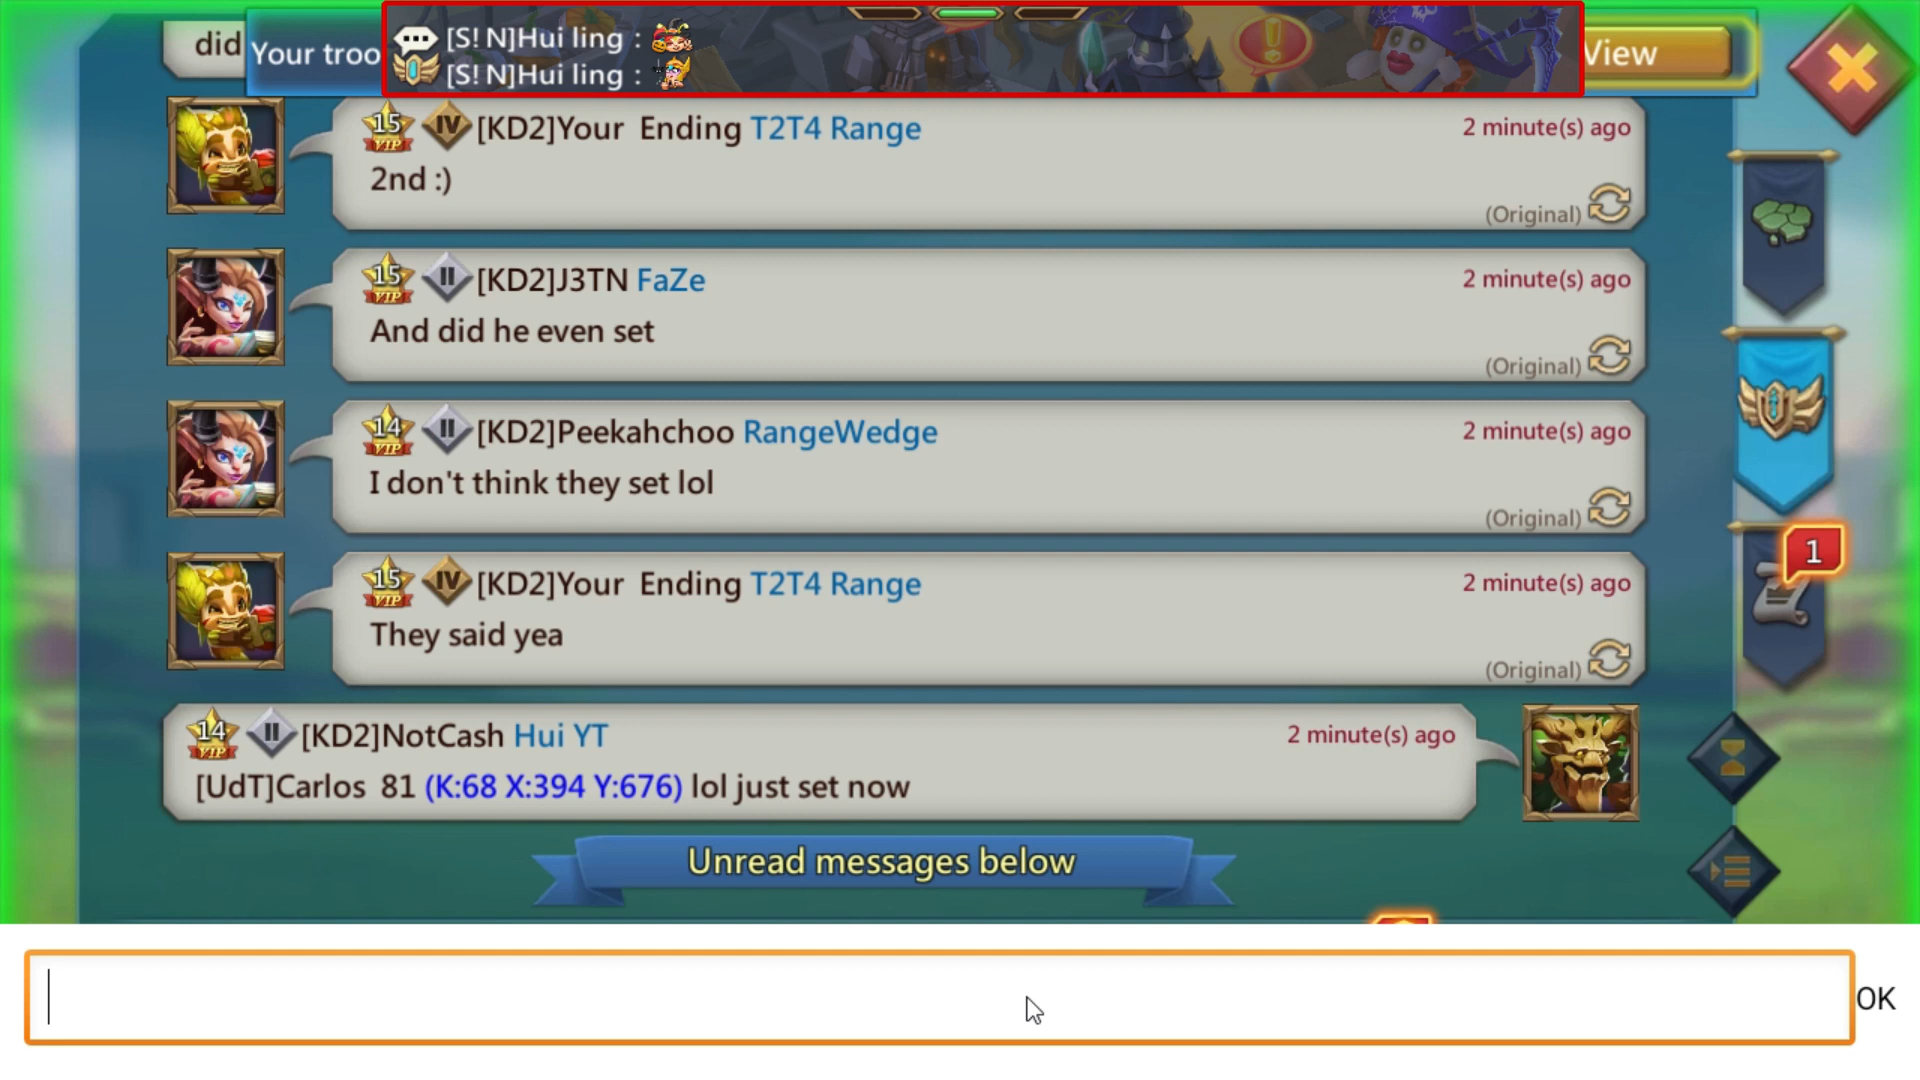 did
Your troo
[S! N]Hui ling :
[S! N]Hui ling :
View
15 VIP IV [KD2]Your Ending T2T4 Range 2 minute(s) ago
2nd :)
(Original)
15 VIP II [KD2]J3TN FaZe 2 minute(s) ago
And did he even set
(Original)
14 VIP II [KD2]Peekahchoo RangeWedge 2 minute(s) ago
I don't think they set lol
(Original)
15 VIP IV [KD2]Your Ending T2T4 Range 2 minute(s) ago
They said yea
(Original)
1
14 VIP II [KD2]NotCash Hui YT 2 minute(s) ago
[UdT]Carlos 81 (K:68 X:394 Y:676) lol just set now
Unread messages below
OK